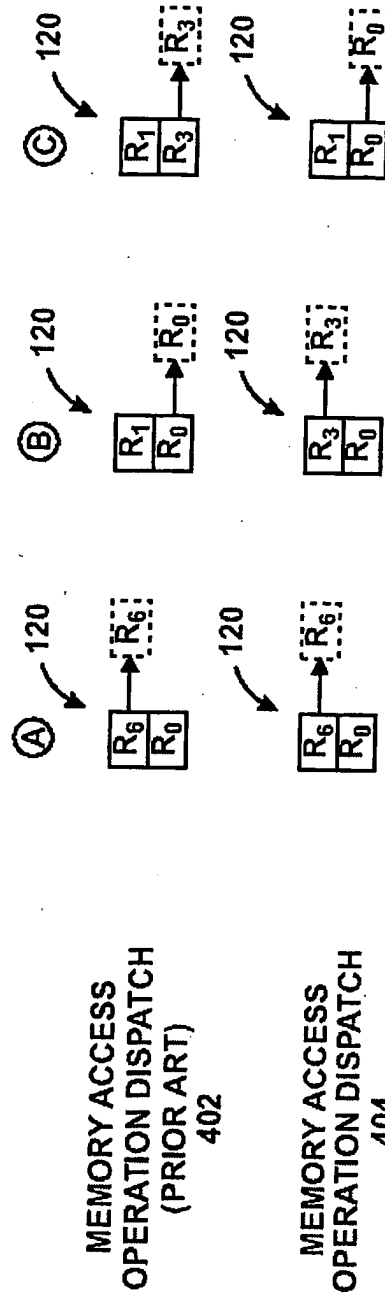 Ⓐ Ⓑ Ⓒ
120 120 120
MEMORY ACCESS
OPERATION DISPATCH
(PRIOR ART)
402
R₆ R₆
R₀
R₁
R₀ R₀
R₁
R₃ R₃
120 120 120
MEMORY ACCESS
OPERATION DISPATCH
404
R₆ R₆
R₀
R₃ R₃
R₀
R₁
R₀ R₀